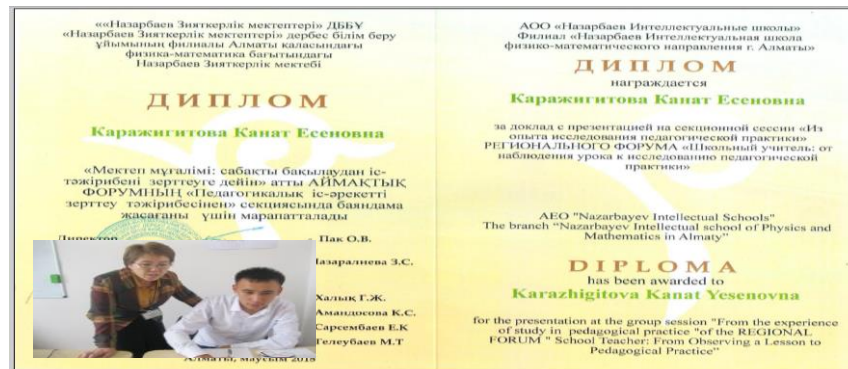 ««Назарбаев Зияткерлік мектептері» ДББҰ
«Назарбаев Зияткерлік мектептері» дербес білім беру
ұйымының филиалы Алматы каласындағы
физика-математика бағытындағы
Назарбаев Зияткерлік мектебі
ДИПЛОМ
Каражигитова Канат Есеновна
«Мектеп мұғалімі: сабакты бақылаудан іс-
тәжірибені зерттеуге дейін» атты АЙМАҚТЫҚ
ФОРУМНЫҢ «Педагогикалық іс-әрекетті
зерттеу тәжірибесінен» секциясында баяндама
жасағаны үшін марапатталады
Директор
Пак О.В.
Назаралиева З.С.
Халық Г.Ж.
Амандосова К.С.
Сарсембаев Е.К
Телеубаев М.Т
Алматы, маусым
АОО «Назарбаев Интеллектуальные школы»
Филиал «Назарбаев Интеллектуальная школа
физико-математического направления г. Алматы»
ДИПЛОМ
награждается
Каражигитова Канат Есеновна
за доклад с презентацией на секционной сессии «Из
опыта исследования педагогической практики»
РЕГИОНАЛЬНОГО ФОРУМА «Школьный учитель: от
наблюдения урока к исследованию педагогической
практики»
AEO "Nazarbayev Intellectual Schools"
The branch "Nazarbayev Intellectual school of Physics and
Mathematics in Almaty"
DIPLOMA
has been awarded to
Karazhigitova Kanat Yesenovna
for the presentation at the group session "From the experience
of study in pedagogical practice "of the REGIONAL
FORUM " School Teacher: From Observing a Lesson to
Pedagogical Practice"